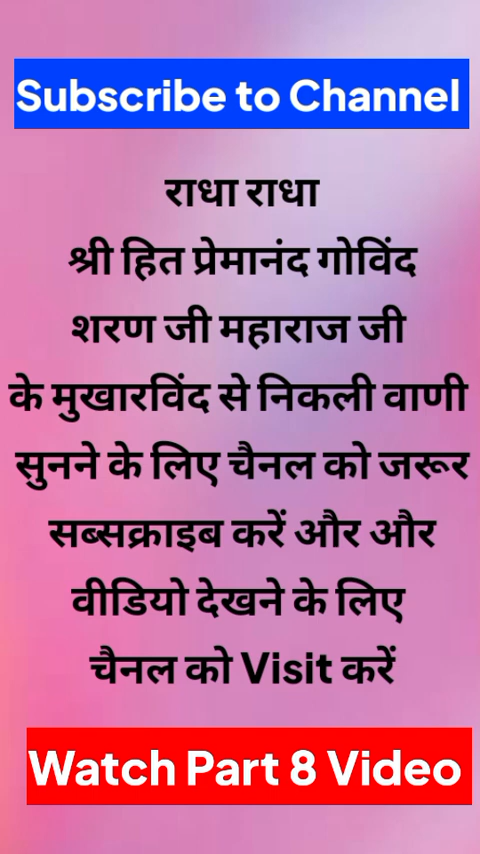 Subscribe to Channel
राधा राधा
श्री हित प्रेमानंद गोविंद
शरण जी महाराज जी
के मुखारविंद से निकली वाणी
सुनने के लिए चैनल को जरूर
सब्सक्राइब करें और और
वीडियो देखने के लिए
चैनल को Visit करें
Watch Part 8 Video